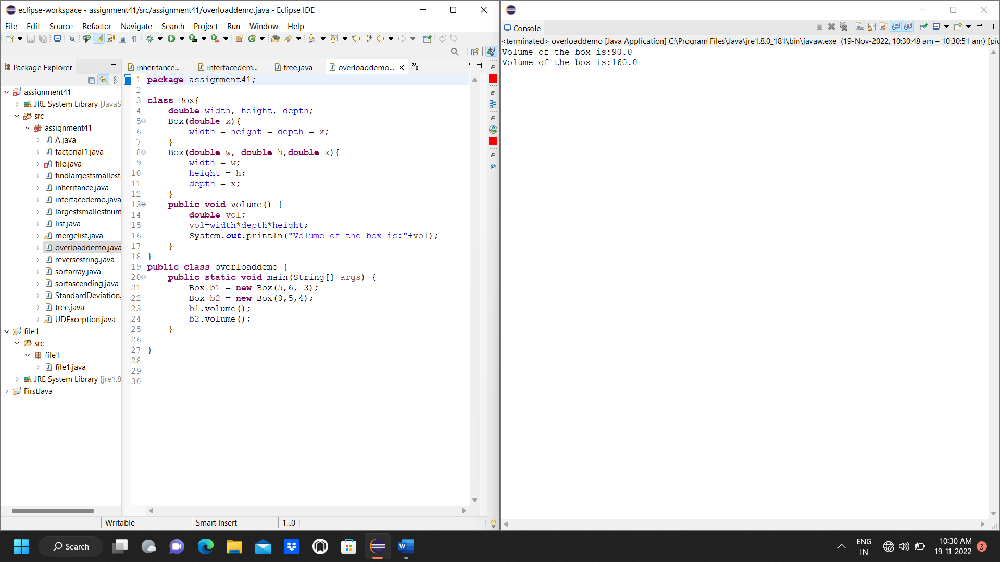 eclipse-workspace - assignment41/src/assignment41/overloaddemo.java - Eclipse IDE
File Edit Source Refactor Navigate Search Project Run Window Help
Package Explorer
assignment41
JRE System Library [JavaS
src
assignment41
A.java
factorial1.java
file.java
findlargestsmallest.
inheritance.java
interfacedemo.java
largestsmallestnum
list.java
mergelist.java
overloaddemo.java
reversestring.java
sortarray.java
sortascending.java
StandardDeviation.
tree.java
UDException.java
file1
src
file1
file1.java
JRE System Library [jre1.8
FirstJava
inheritance... interfacedem... tree.java overloaddemo... »8
1 package assignment41;
2
3 class Box{
4 double width, height, depth;
5 Box(double x){
6 width = height = depth = x;
7 }
8 Box(double w, double h,double x){
9 width = w;
10 height = h;
11 depth = x;
12 }
13 public void volume() {
14 double vol;
15 vol=width*depth*height;
16 System.out.println("Volume of the box is:"+vol);
17 }
18 }
19 public class overloaddemo {
20 public static void main(String[] args) {
21 Box b1 = new Box(5,6, 3);
22 Box b2 = new Box(8,5,4);
23 b1.volume();
24 b2.volume();
25 }
26
27 }
28
29
30
Writable Smart Insert 1...0
Console
<terminated> overloaddemo [Java Application] C:\Program Files\Java\jre1.8.0_181\bin\javaw.exe (19-Nov-2022, 10:30:48 am – 10:30:51 am) [pic
Volume of the box is:90.0
Volume of the box is:160.0
Search
ENG
IN
10:30 AM
19-11-2022
3